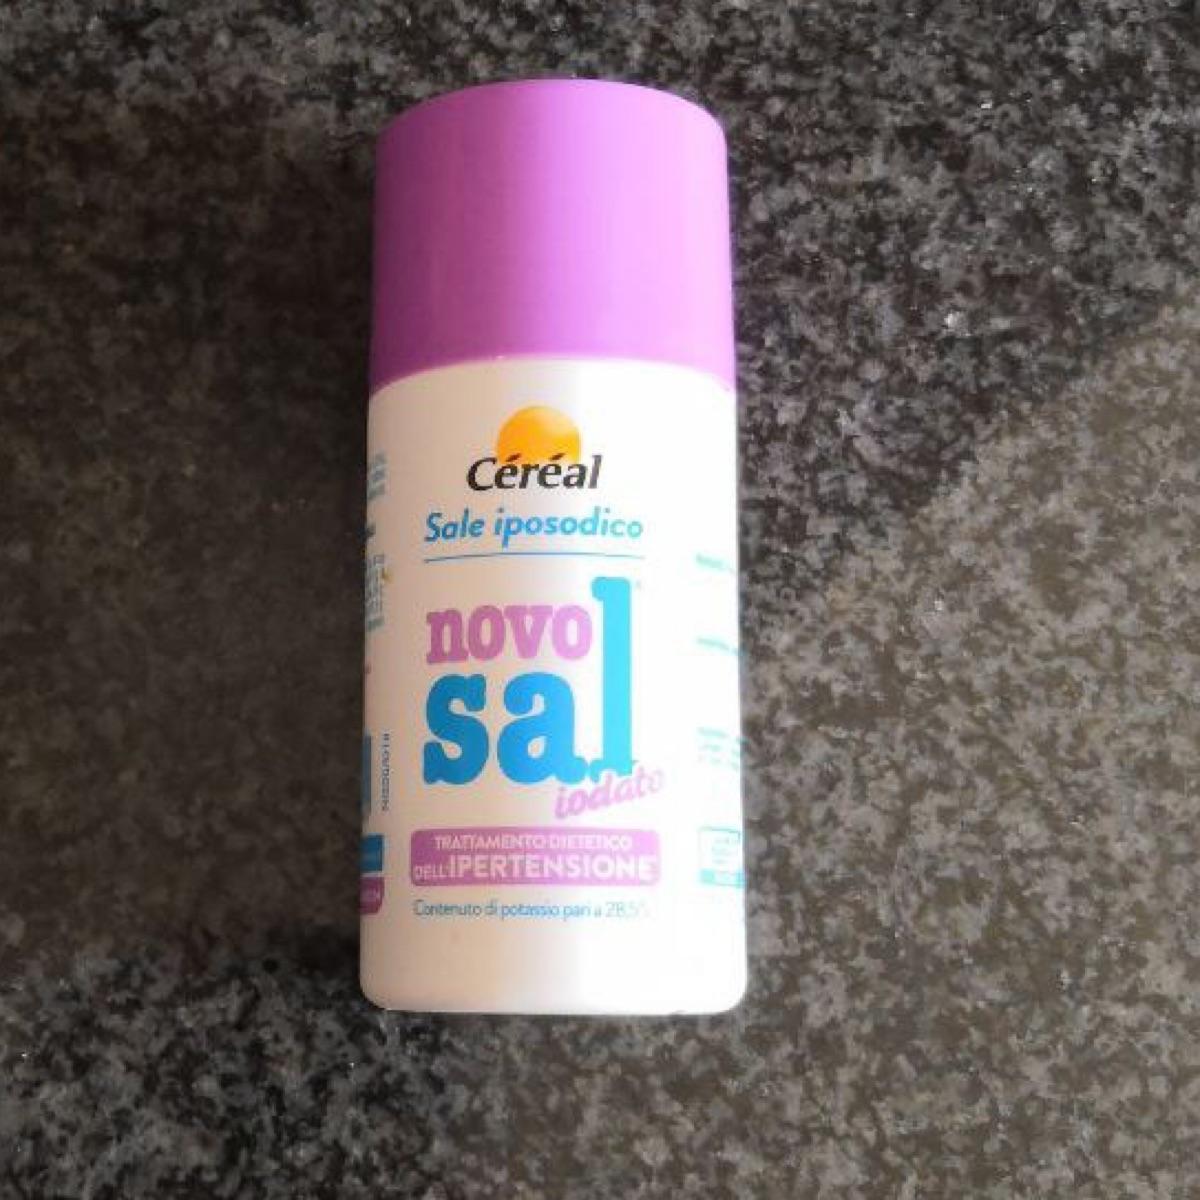 Céréal
Sale iposodico
novo
sal
iodato
TRATTAMENTO DIETETICO
DELL'IPERTENSIONE
Contenuto di potassio pari a 28,5%